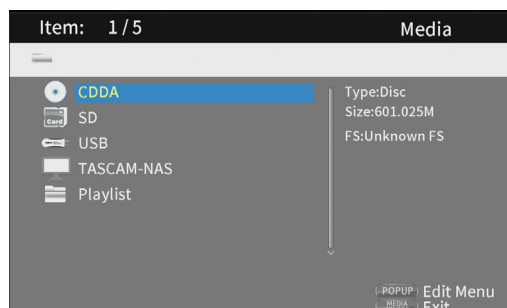 Item: 1/5 Media
CDDA
SD
USB
TASCAM-NAS
Playlist
Type:Disc
Size:601.025M
FS:Unknown FS
POPUP Edit Menu
MEDIA Exit